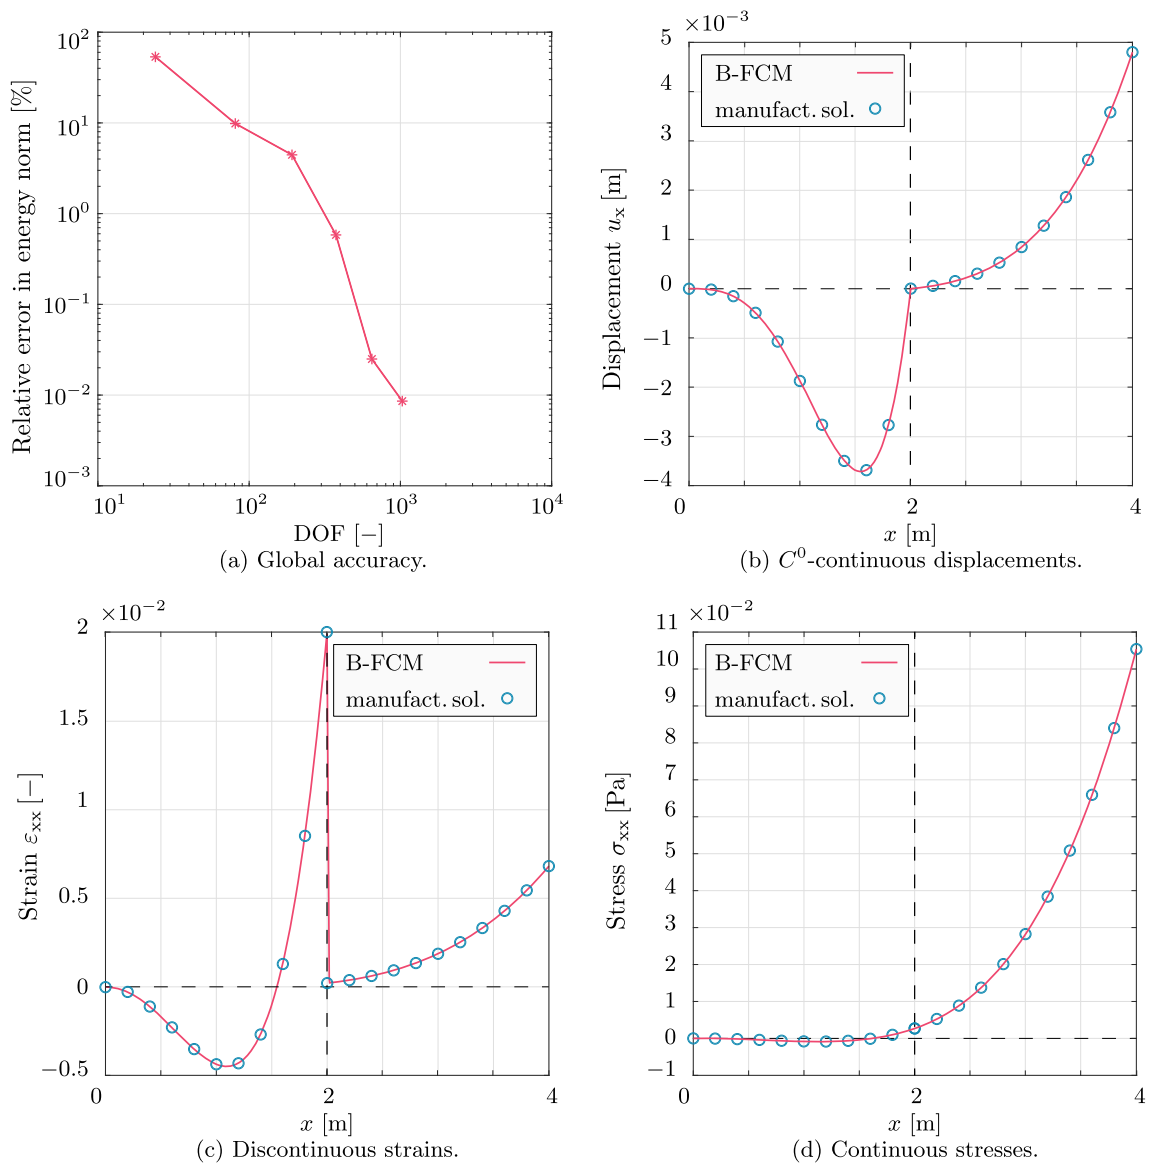 10²
10¹
10⁰
10⁻¹
10⁻²
10⁻³
Relative error in energy norm [%]
10¹
10²
10³
10⁴
DOF [−]
(a) Global accuracy.
×10⁻³
5
4
3
2
1
0
−1
−2
−3
−4
Displacement uₓ [m]
B-FCM
manufact. sol.
0
2
4
x [m]
(b) C⁰-continuous displacements.
×10⁻²
2
1.5
1
0.5
0
−0.5
Strain εₓₓ [−]
B-FCM
manufact. sol.
0
2
4
x [m]
(c) Discontinuous strains.
×10⁻²
11
10
9
8
7
6
5
4
3
2
1
0
−1
Stress σₓₓ [Pa]
B-FCM
manufact. sol.
0
2
4
x [m]
(d) Continuous stresses.